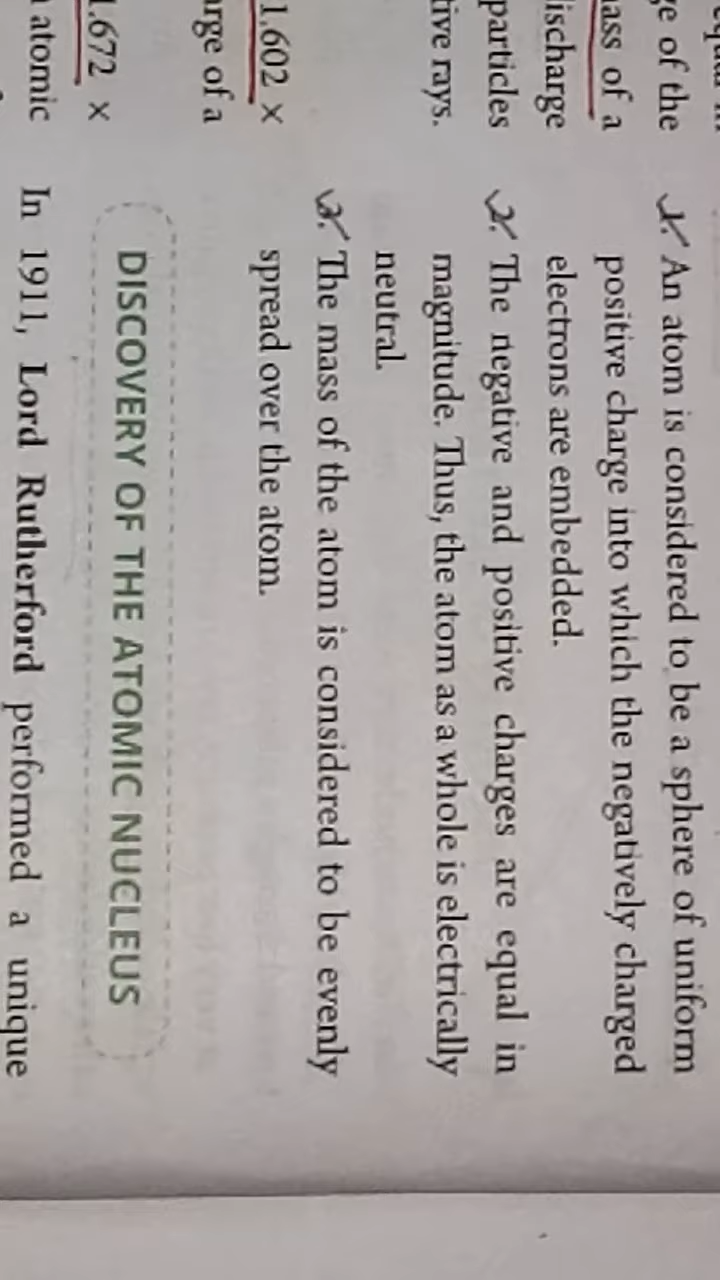 ge of the
ass of a
ischarge
particles
tive rays.
1.602 ×
arge of a
1.672 ×
atomic
1. An atom is considered to be a sphere of uniform
positive charge into which the negatively charged
electrons are embedded.
2. The negative and positive charges are equal in
magnitude. Thus, the atom as a whole is electrically
neutral.
3. The mass of the atom is considered to be evenly
spread over the atom.
DISCOVERY OF THE ATOMIC NUCLEUS
In 1911, Lord Rutherford performed a unique